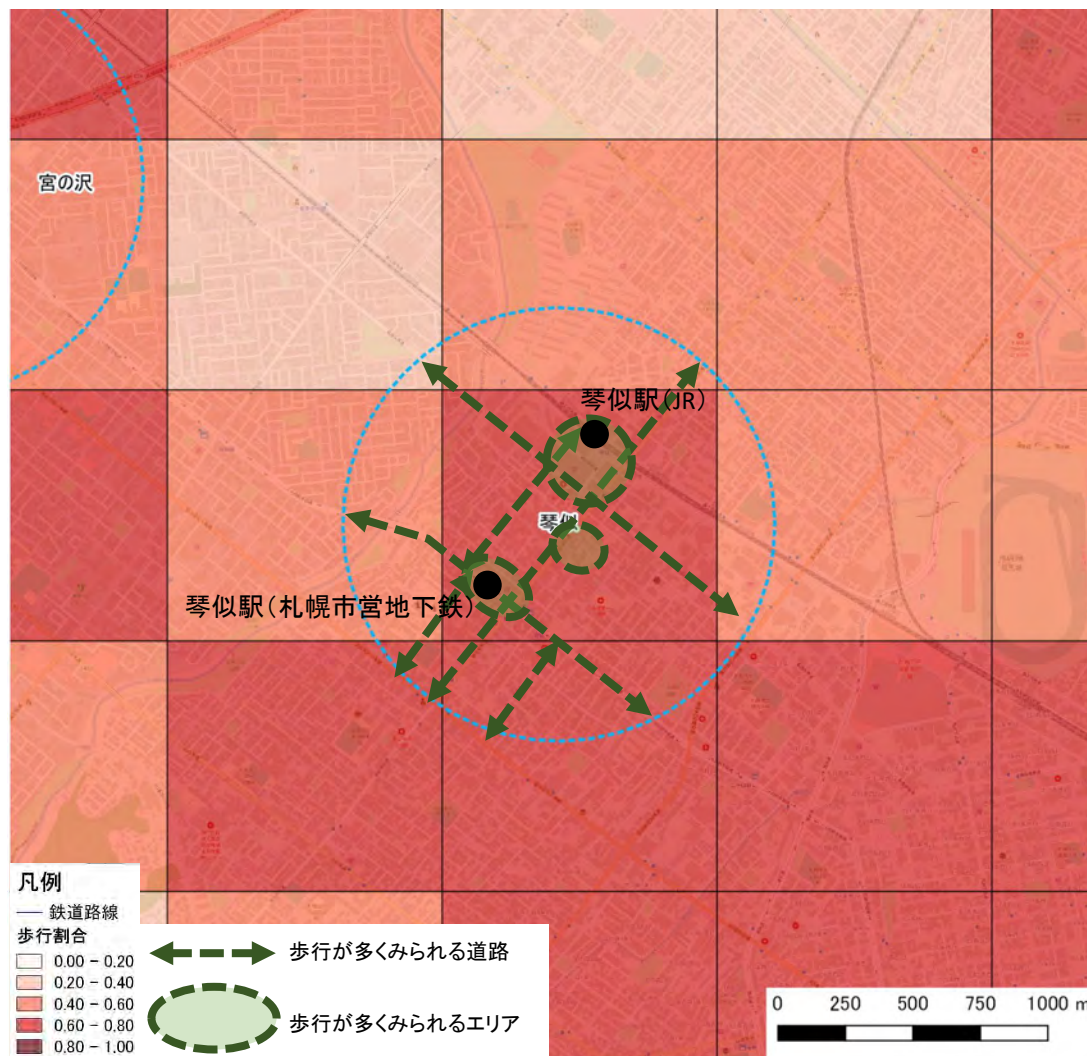 宮の沢
琴似駅（JR）
琴似
琴似駅（札幌市営地下鉄）
凡例
鉄道路線
歩行割合
0.00 - 0.20
0.20 - 0.40
0.40 - 0.60
0.60 - 0.80
0.80 - 1.00
歩行が多くみられる道路
歩行が多くみられるエリア
0 250 500 750 1000 m